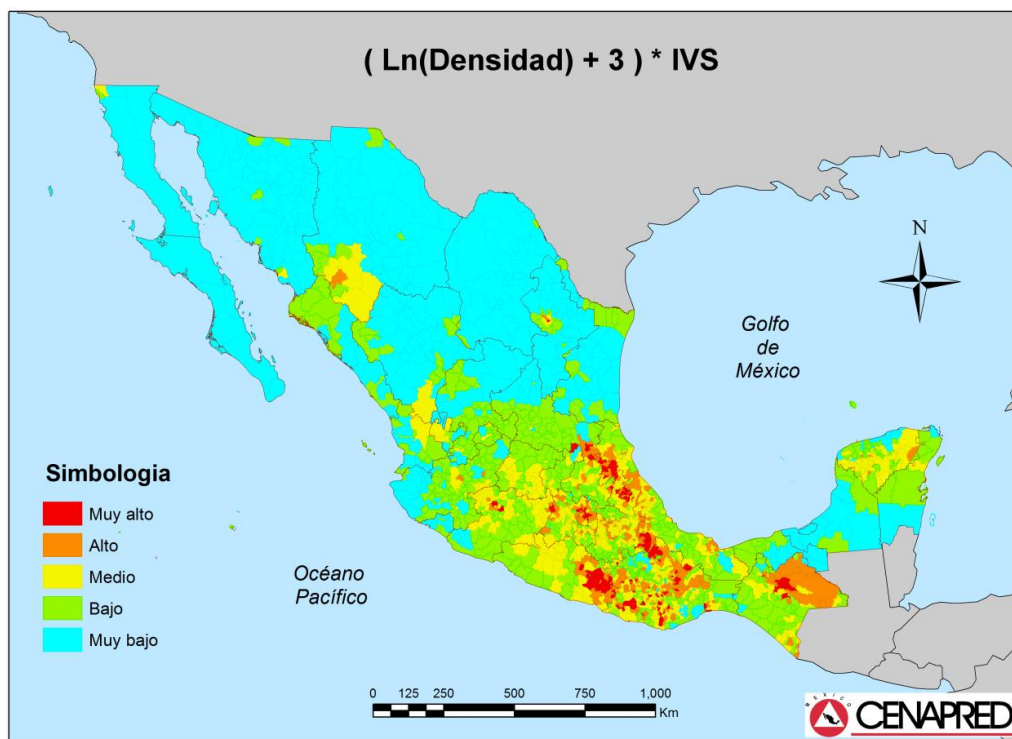 ( Ln(Densidad) + 3 ) * IVS
N
Golfo
de
México
Simbologia
Muy alto
Alto
Medio
Bajo
Muy bajo
Océano
Pacífico
0 125 250 500 750 1,000
Km
MEXICO
CENAPRED